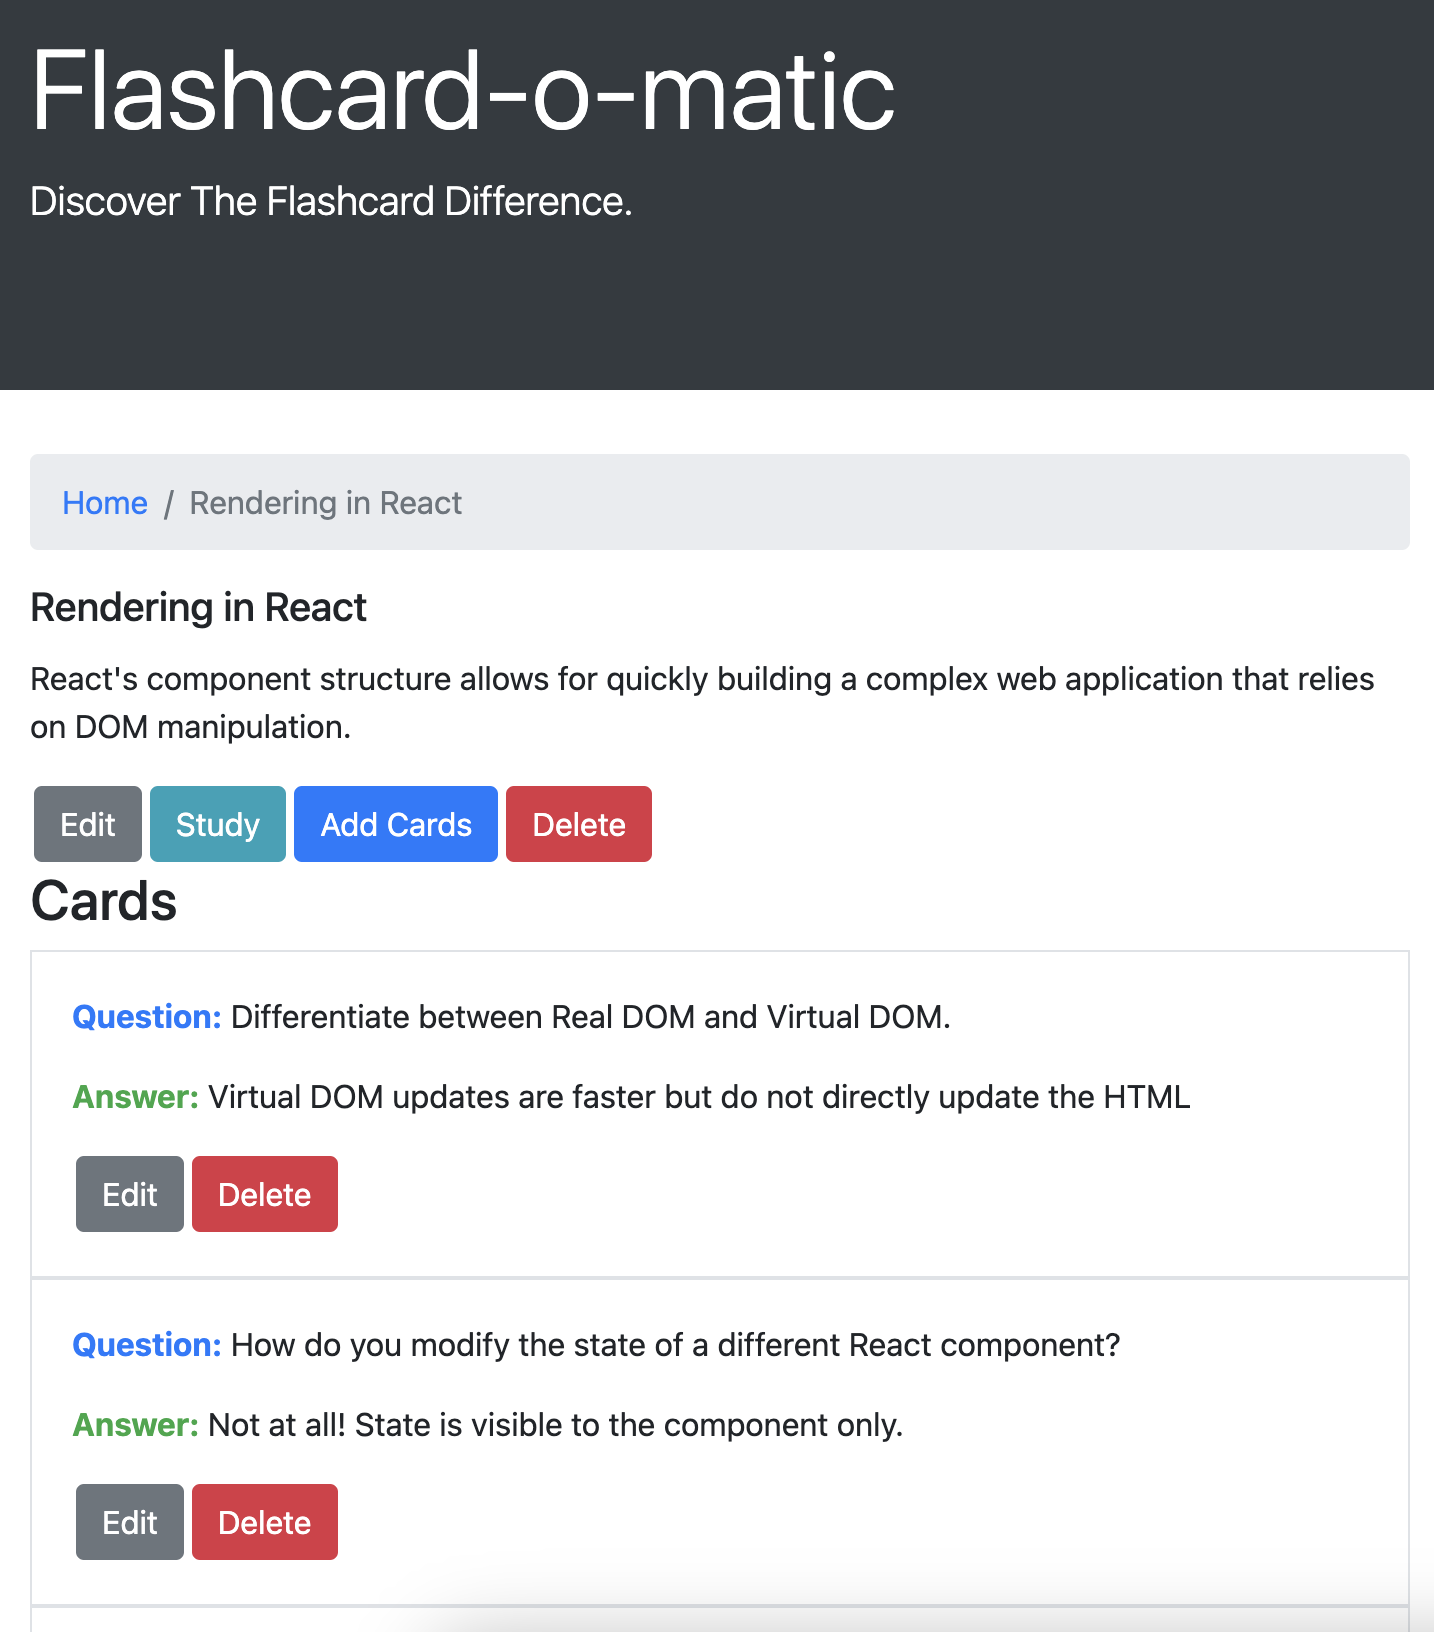 Flashcard-o-matic
Discover The Flashcard Difference.
Home / Rendering in React
Rendering in React
React's component structure allows for quickly building a complex web application that relies
on DOM manipulation.
Edit Study Add Cards Delete
Cards
Question: Differentiate between Real DOM and Virtual DOM.
Answer: Virtual DOM updates are faster but do not directly update the HTML
Edit Delete
Question: How do you modify the state of a different React component?
Answer: Not at all! State is visible to the component only.
Edit Delete